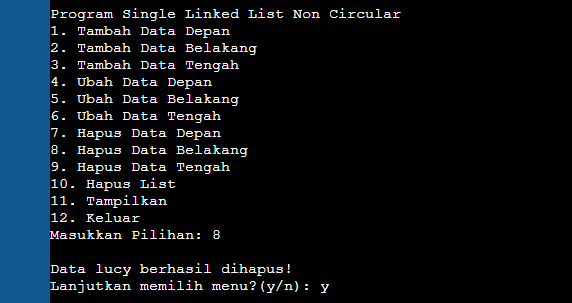 Program Single Linked List Non Circular
1. Tambah Data Depan
2. Tambah Data Belakang
3. Tambah Data Tengah
4. Ubah Data Depan
5. Ubah Data Belakang
6. Ubah Data Tengah
7. Hapus Data Depan
8. Hapus Data Belakang
9. Hapus Data Tengah
10. Hapus List
11. Tampilkan
12. Keluar
Masukkan Pilihan: 8
Data lucy berhasil dihapus!
Lanjutkan memilih menu?(y/n): y